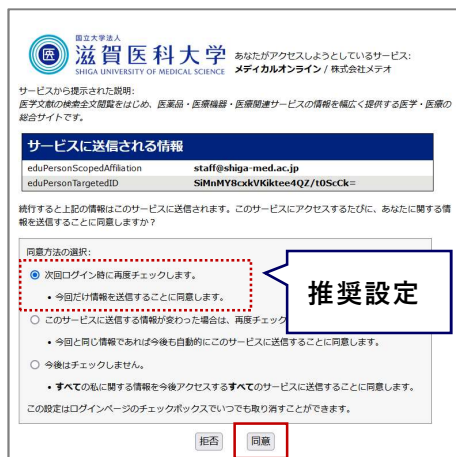 国立大学法人
滋賀医科大学
SHIGA UNIVERSITY OF MEDICAL SCIENCE
あなたがアクセスしようとしているサービス:
メディカルオンライン / 株式会社メテオ
サービスから提示された説明:
医学文献の検索全文閲覧をはじめ、医薬品・医療機器・医療関連サービスの情報を幅広く提供する医学・医療の
総合サイトです。
サービスに送信される情報
eduPersonScopedAffiliation staff@shiga-med.ac.jp
eduPersonTargetedID SiMnMY8cxkVKiktee4QZ/t0ScCk=
続行すると上記の情報はこのサービスに送信されます。このサービスにアクセスするたびに、あなたに関する情
報を送信することに同意しますか？
同意方法の選択:
次回ログイン時に再度チェックします。
• 今回だけ情報を送信することに同意します。
推奨設定
このサービスに送信する情報が変わった場合は、再度チェック
• 今回と同じ情報であれば今後も自動的にこのサービスに送信することに同意します。
今後はチェックしません。
• すべての私に関する情報を今後アクセスするすべてのサービスに送信することに同意します。
この設定はログインページのチェックボックスでいつでも取り消すことができます。
拒否 同意